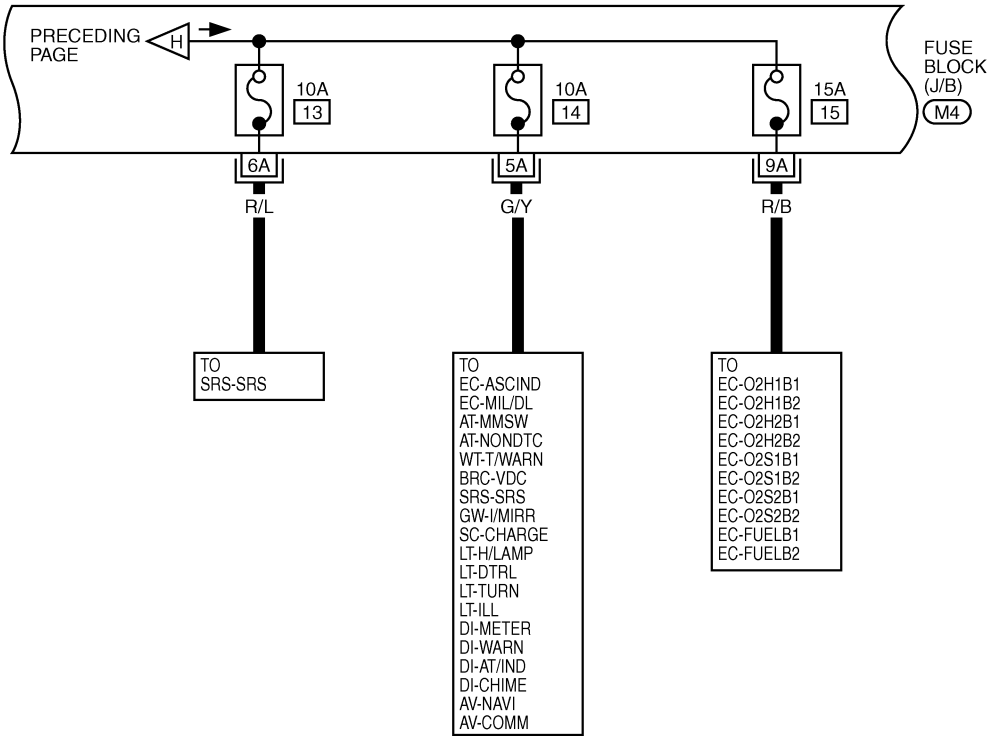 PRECEDING
PAGE
H
FUSE
BLOCK
(J/B)
M4
10A
13
10A
14
15A
15
6A
5A
9A
R/L
G/Y
R/B
TO
SRS-SRS
TO
EC-ASCIND
EC-MIL/DL
AT-MMSW
AT-NONDTC
WT-T/WARN
BRC-VDC
SRS-SRS
GW-I/MIRR
SC-CHARGE
LT-H/LAMP
LT-DTRL
LT-TURN
LT-ILL
DI-METER
DI-WARN
DI-AT/IND
DI-CHIME
AV-NAVI
AV-COMM
TO
EC-O2H1B1
EC-O2H1B2
EC-O2H2B1
EC-O2H2B2
EC-O2S1B1
EC-O2S1B2
EC-O2S2B1
EC-O2S2B2
EC-FUELB1
EC-FUELB2